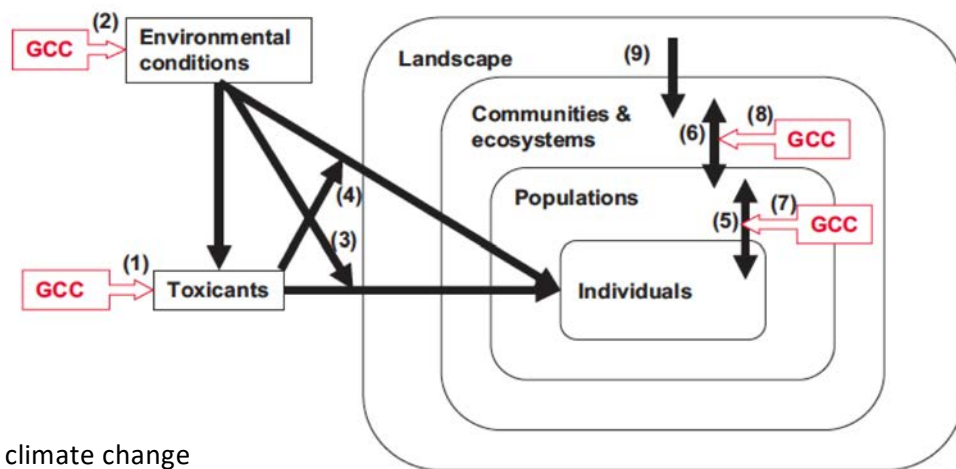 (2)
GCC
Environmental
conditions
Landscape
(9)
Communities &
ecosystems
(6)
(8)
GCC
Populations
(4)
(5)
(7)
GCC
(3)
(1)
GCC
Toxicants
Individuals
climate change